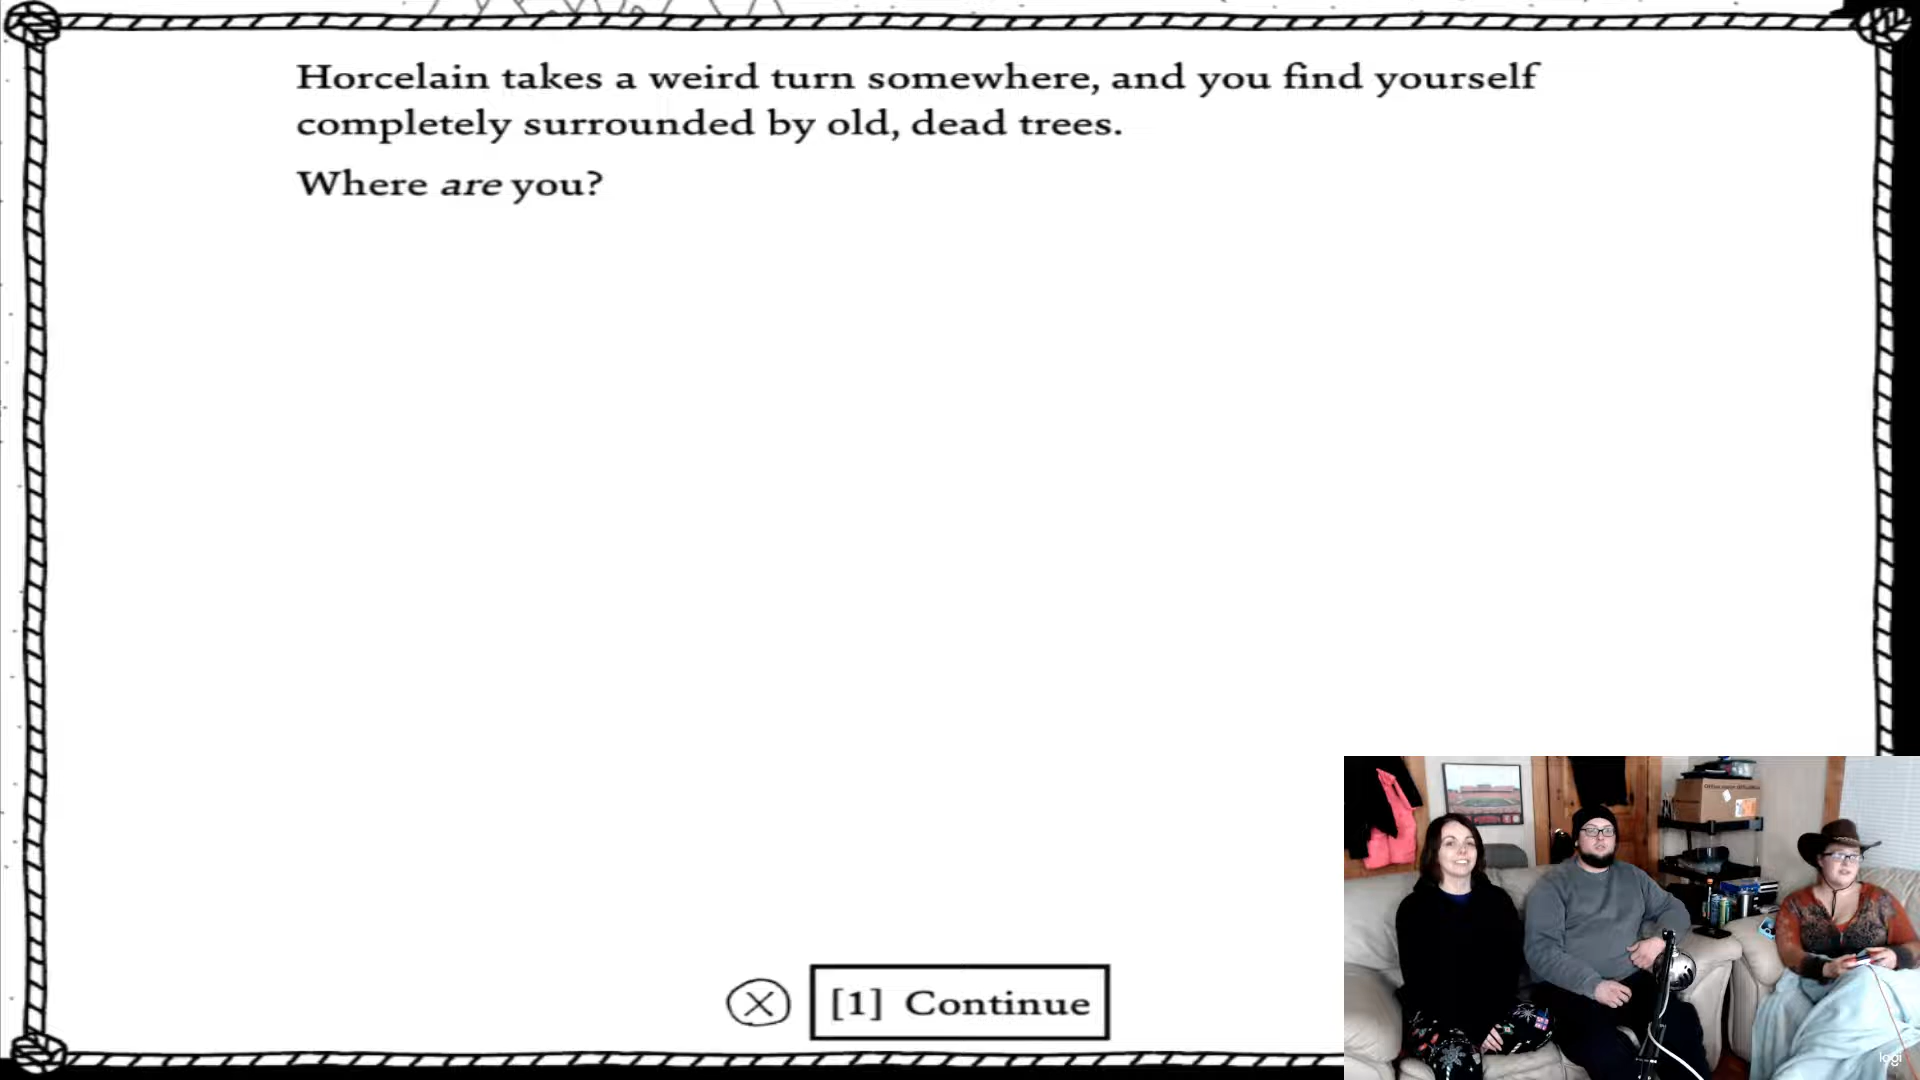 Horcelain takes a weird turn somewhere, and you find yourself
completely surrounded by old, dead trees.
Where are you?
[1] Continue
logi